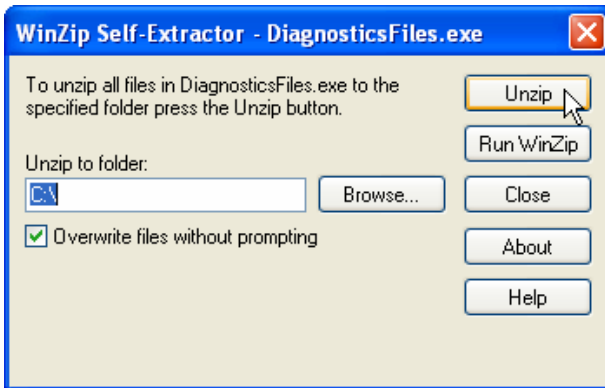 WinZip Self-Extractor - DiagnosticsFiles.exe
To unzip all files in DiagnosticsFiles.exe to the
specified folder press the Unzip button.
Unzip to folder:
C:\
Browse...
Overwrite files without prompting
Unzip
Run WinZip
Close
About
Help